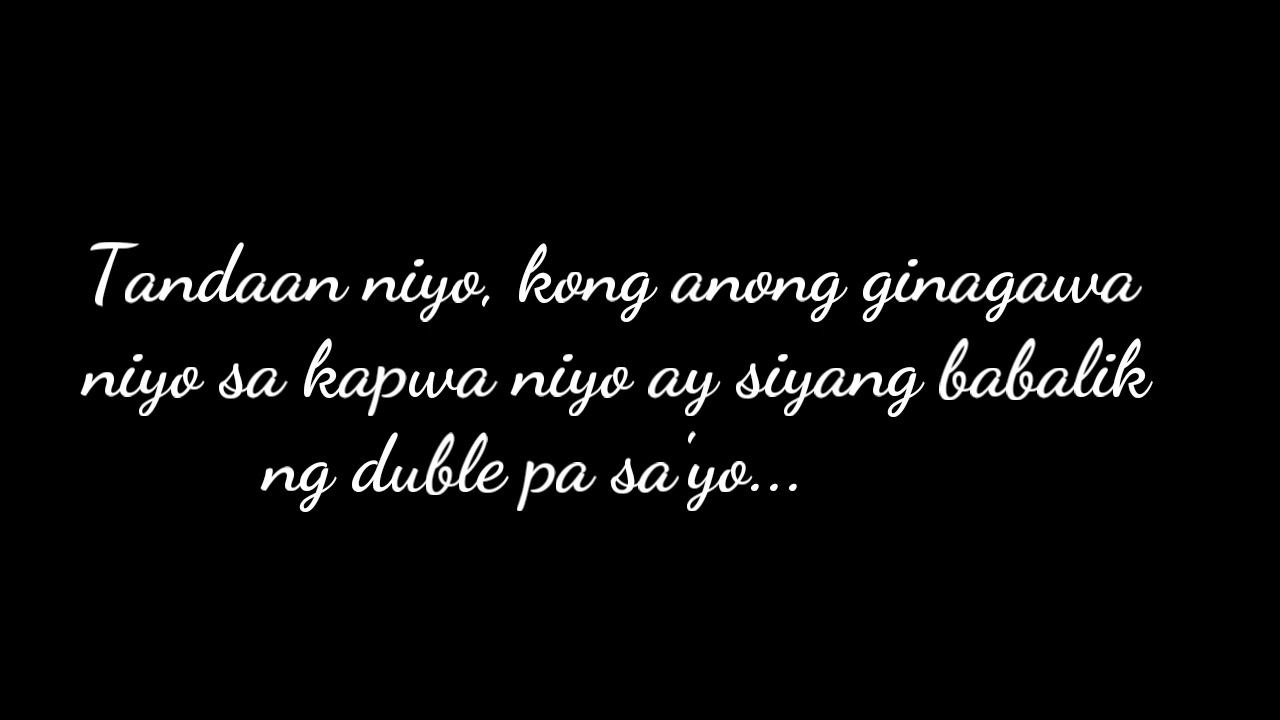 Tandaan niyo, kong anong ginagawa
niyo sa kapwa niyo ay siyang babalik
ng duble pa sa'yo...